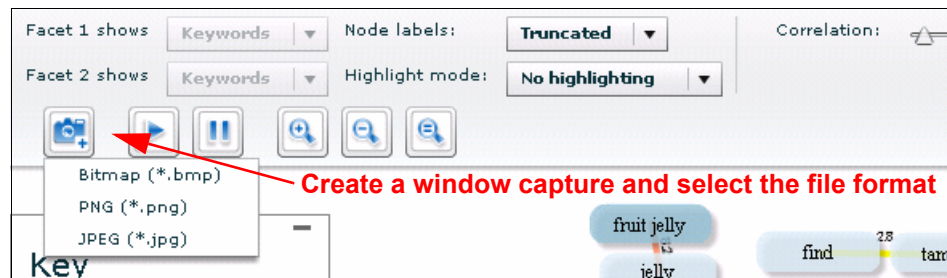 Facet 1 shows Keywords Node labels: Truncated Correlation:
Facet 2 shows Keywords Highlight mode: No highlighting
Bitmap (*.bmp)
Create a window capture and select the file format
PNG (*.png)
JPEG (*.jpg)
Key
fruit jelly
jelly
find
2.8